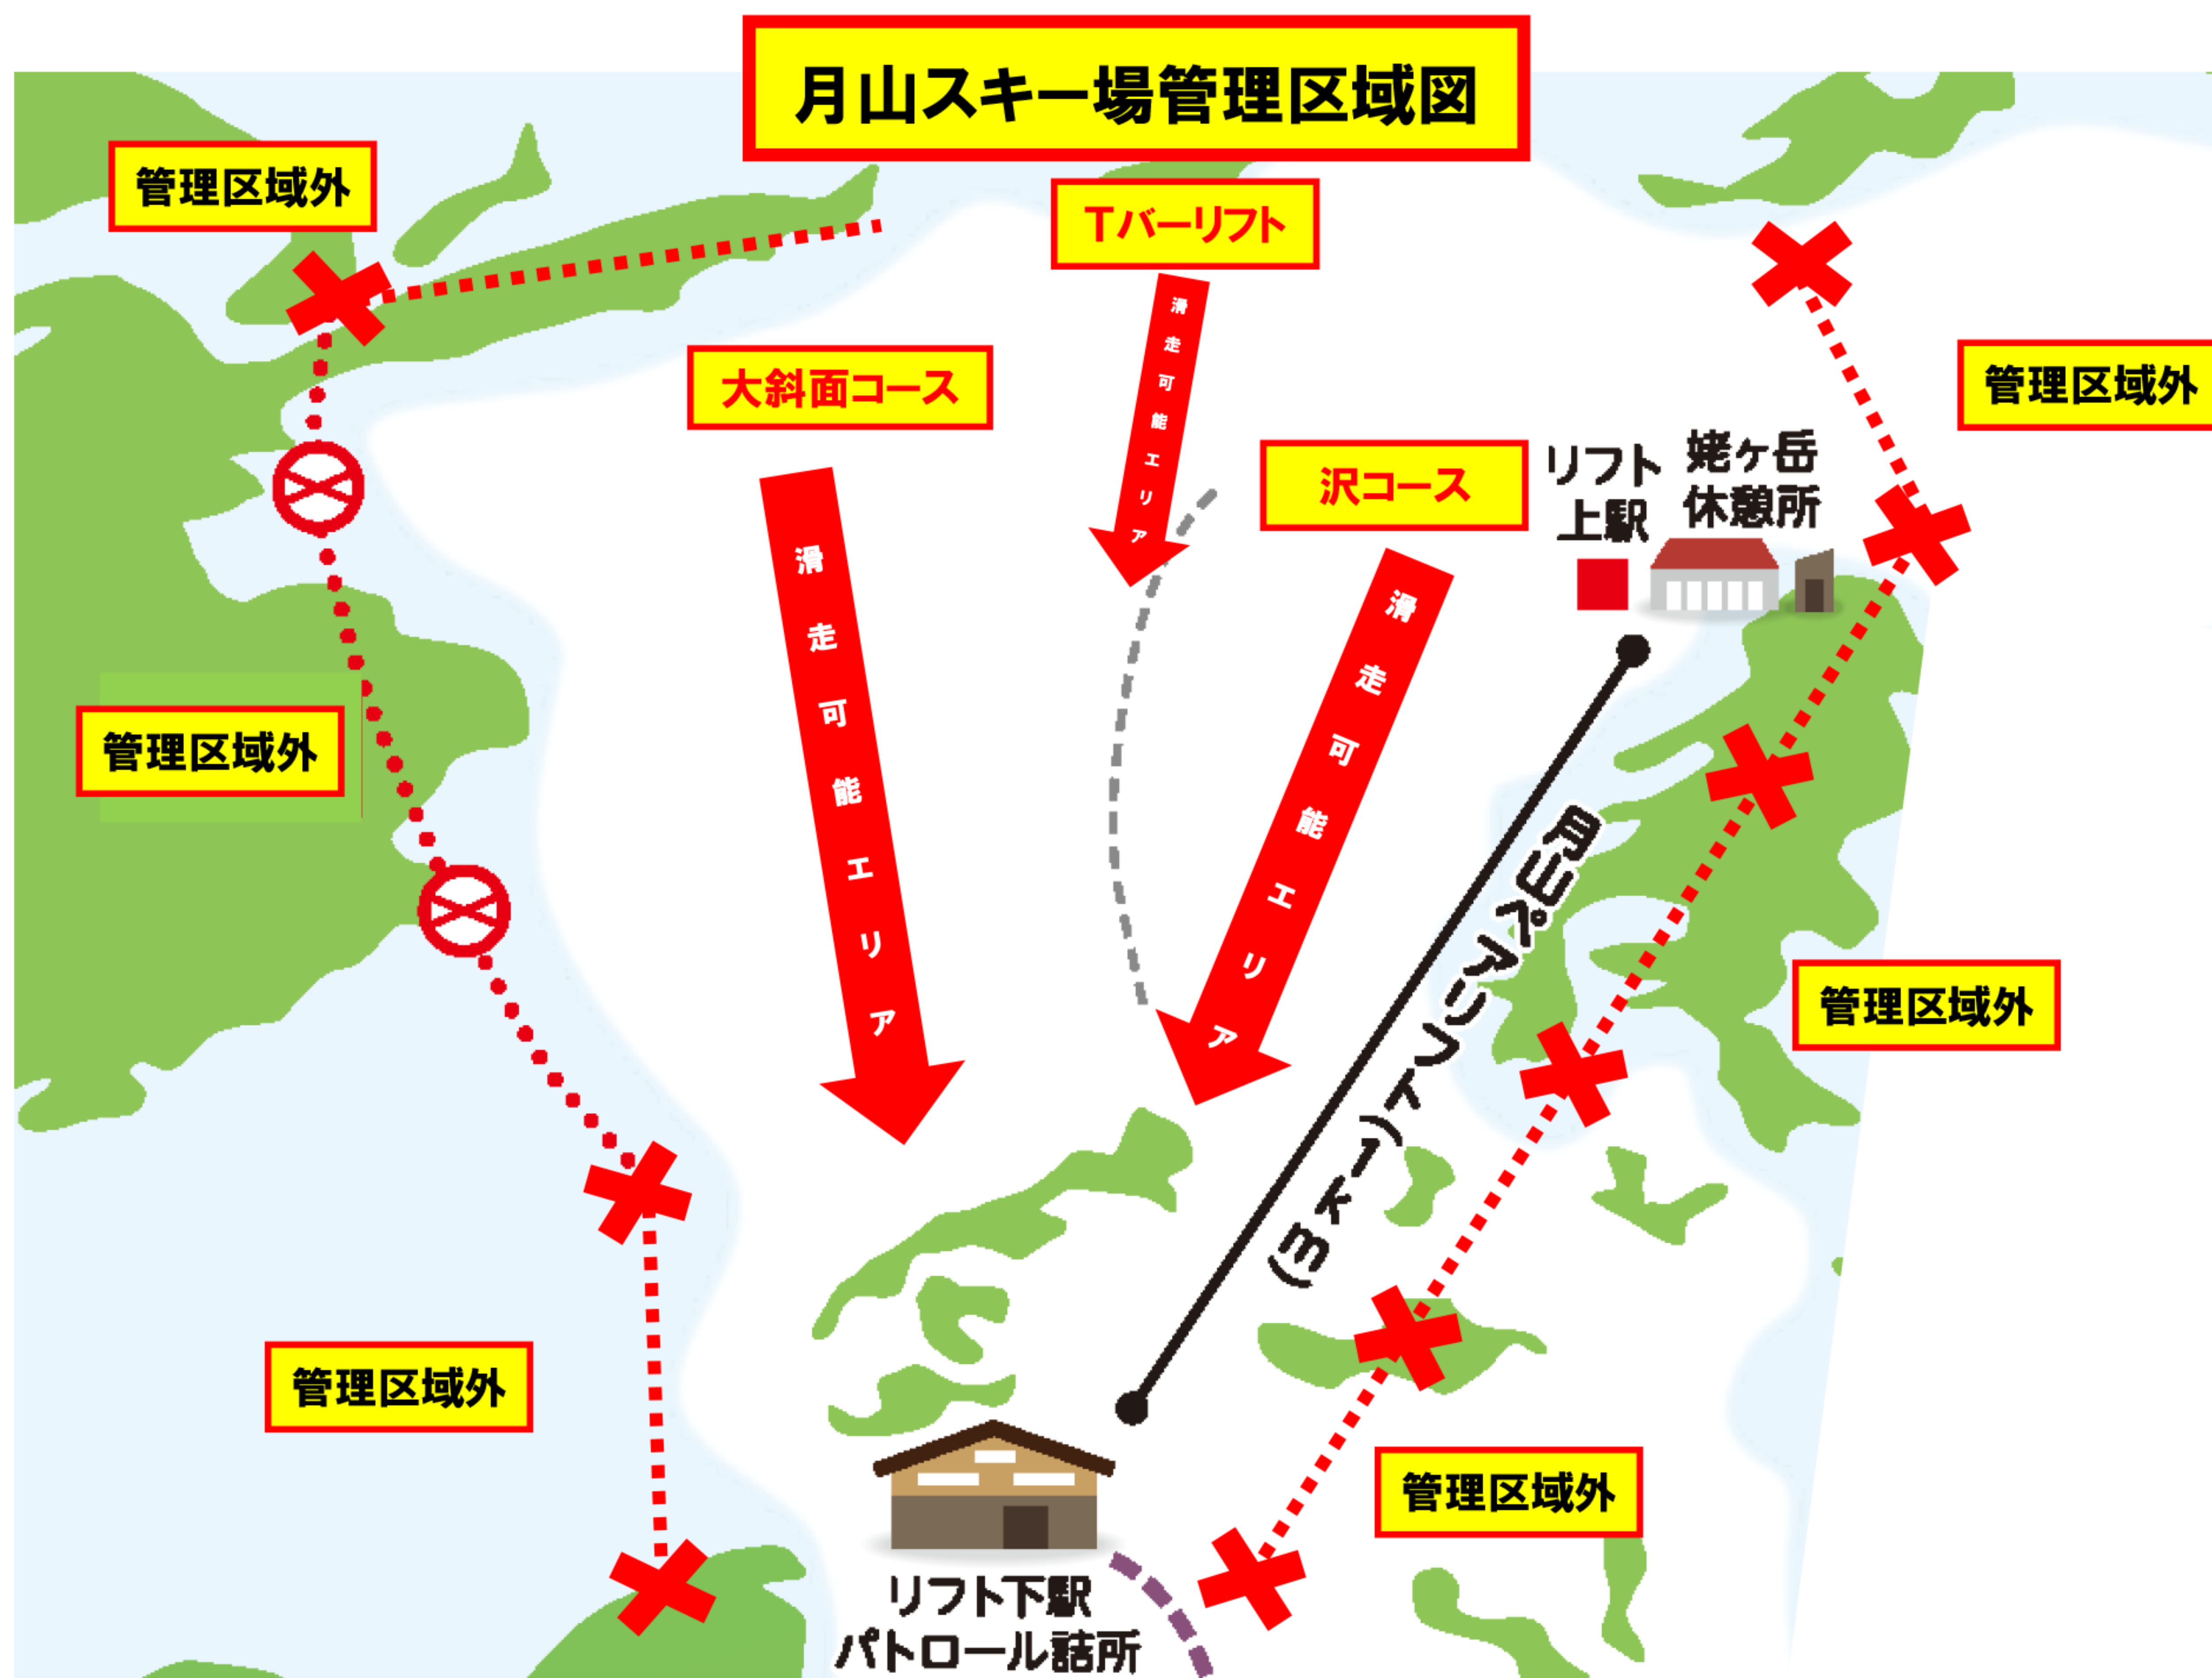 月山スキー場管理区域図
管理区域外
Tバーリフト
滑走可能エリア
管理区域外
大斜面コース
滑走可能エリア
沢コース
滑走可能エリア
リフト
上駅
姥ヶ岳
休憩所
管理区域外
月山ペアリフト(1km)
管理区域外
管理区域外
管理区域外
リフト下駅
パトロール詰所